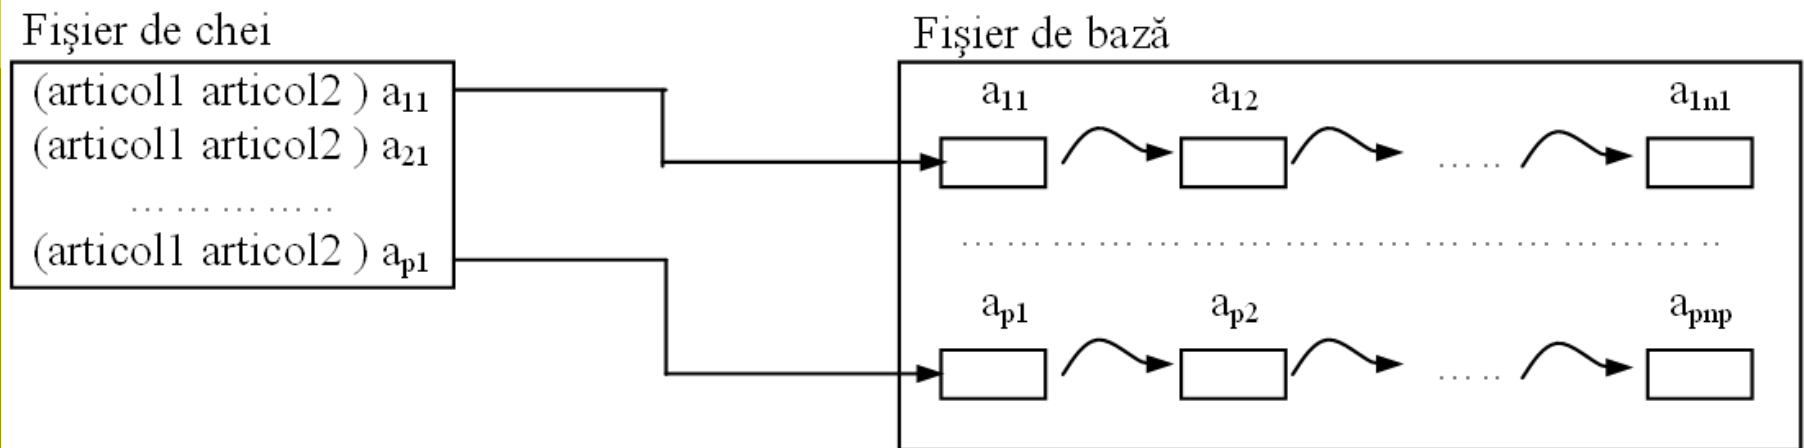 Fişier de chei
(articol1 articol2 ) a11
(articol1 articol2 ) a21
... ... ... ... ..
(articol1 articol2 ) ap1
Fişier de bază
a11 a12 a1n1
... ..
... ... ... ... ... ... ... ... ... ... ... ... ... ... ... ... ..
ap1 ap2 apnp
... ..